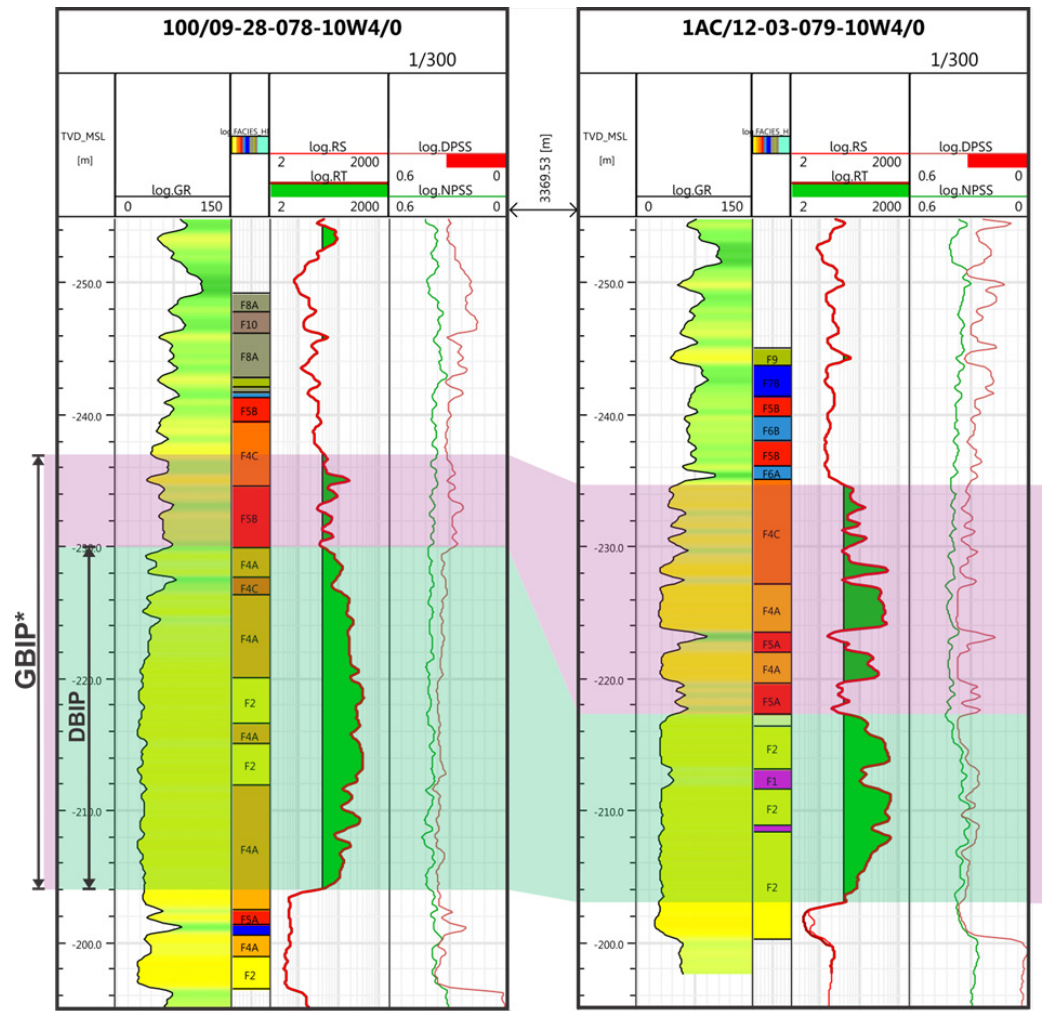 100/09-28-078-10W4/0
1/300
TVD_MSL
[m]
log.FACIES_HI
log.RS
2 2000
log.RT
2 2000
log.DPSS
0.6 0
log.NPSS
log.GR
0 150
3369.53 [m]
1AC/12-03-079-10W4/0
1/300
TVD_MSL
[m]
log.FACIES_H
log.RS
2 2000
log.RT
2 2000
log.DPSS
0.6 0
log.NPSS
0.6 0
log.GR
0 150
GBIP*
DBIP
-250.0
-240.0
-230.0
-220.0
-210.0
-200.0
F8A
F10
F8A
F5B
F4C
F5B
F4A
F4C
F4A
F2
F4A
F2
F4A
F5A
F4A
F2
-250.0
-240.0
-230.0
-220.0
-210.0
-200.0
F9
F7B
F5B
F6B
F5B
F6A
F4C
F4A
F5A
F4A
F5A
F2
F1
F2
F2